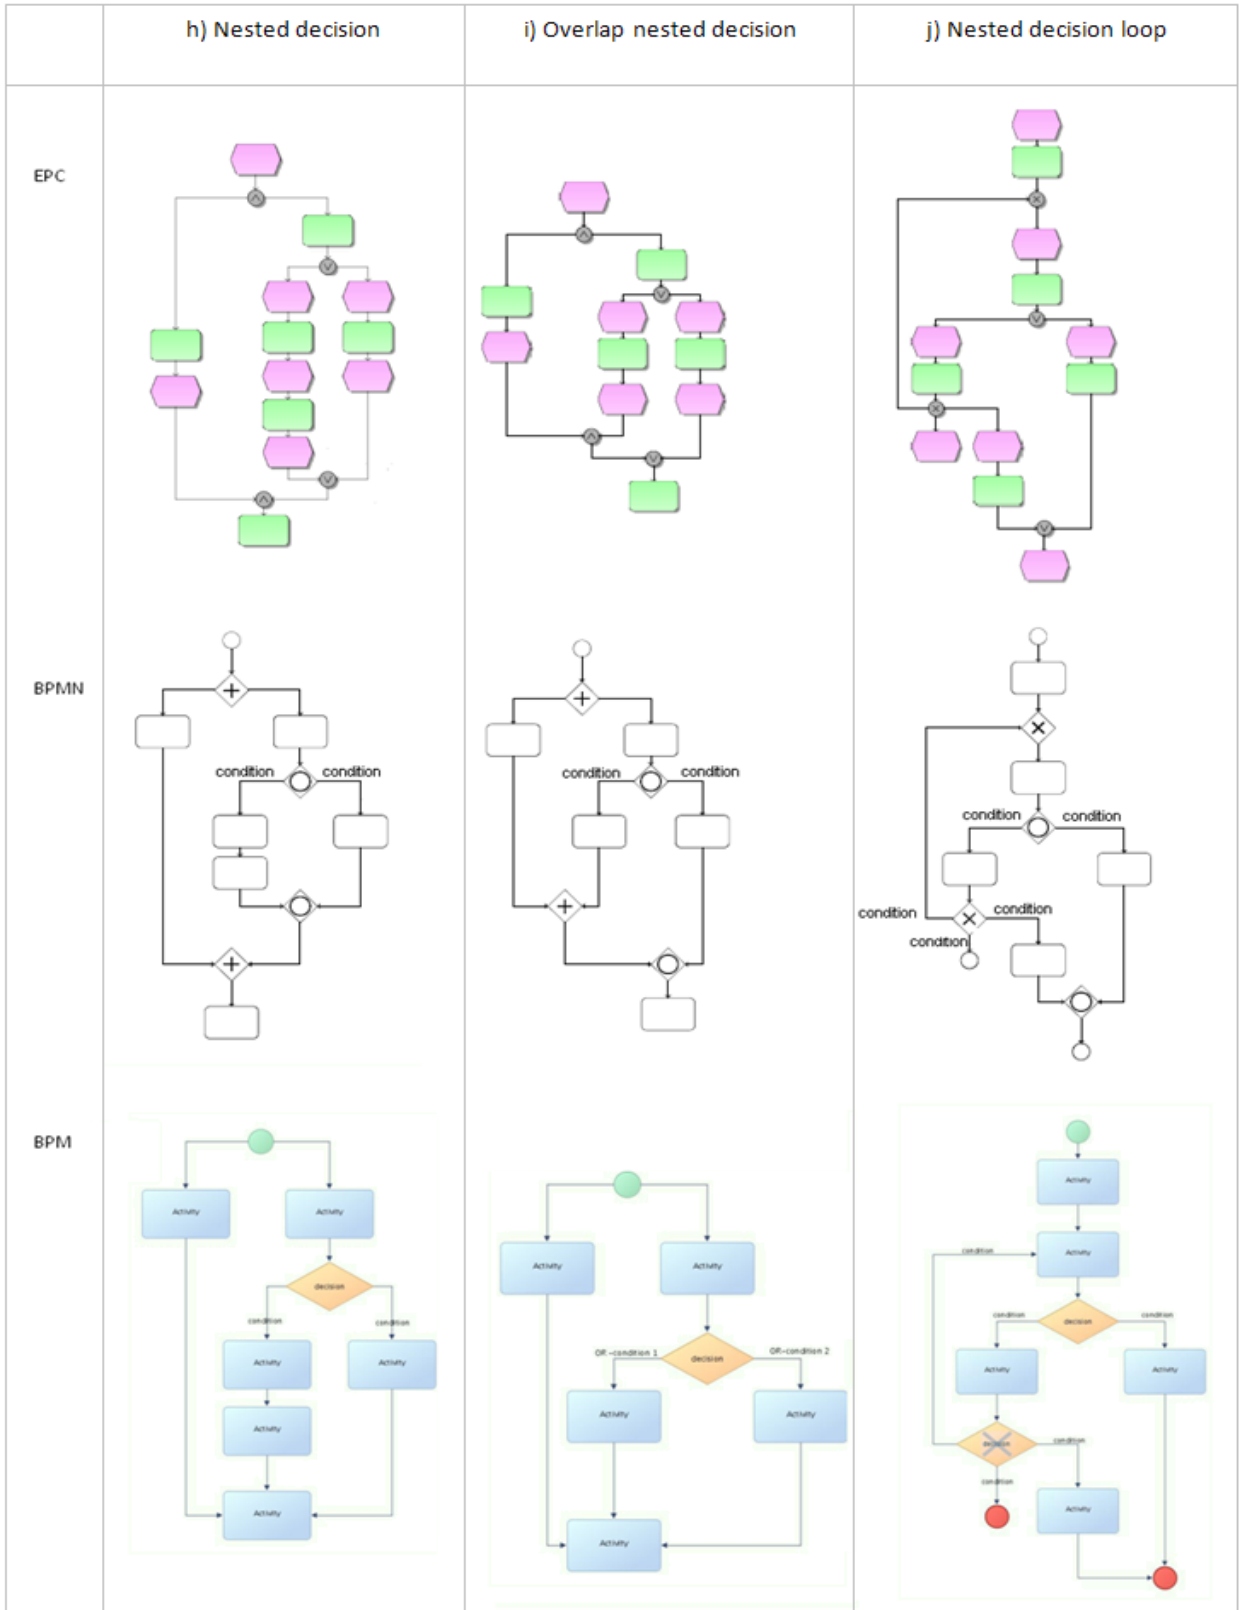 h) Nested decision
i) Overlap nested decision
j) Nested decision loop
EPC
BPMN
condition
condition
condition
condition
condition
condition
condition
condition
condition
BPM
Activity
Activity
decision
condition
condition
Activity
Activity
Activity
Activity
Activity
Activity
decision
OR-condition 1
OR-condition 2
Activity
Activity
Activity
Activity
condition
Activity
decision
condition
condition
Activity
Activity
decision
condition
condition
Activity